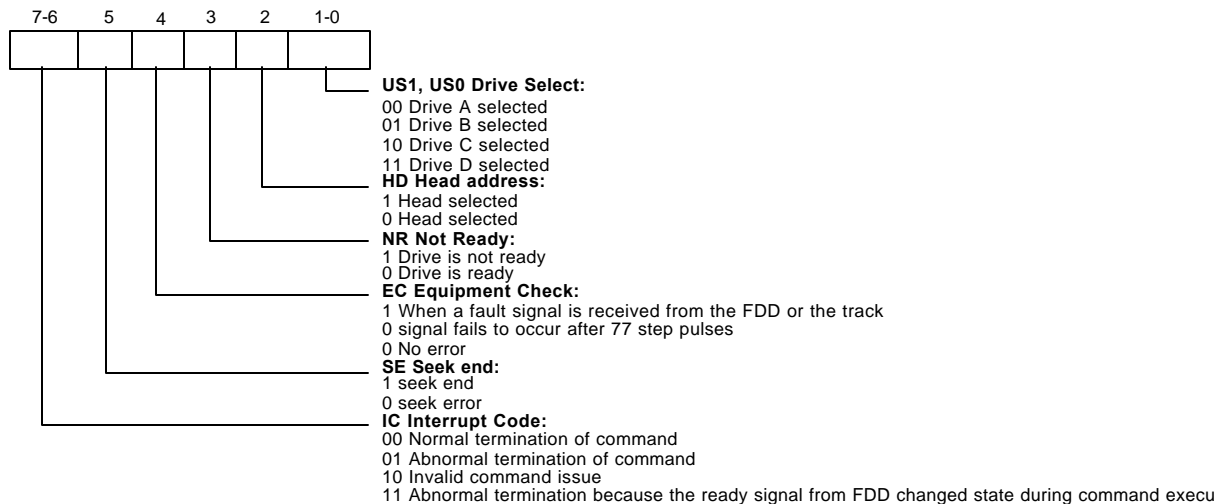 7-6 5 4 3 2 1-0
US1, US0 Drive Select:
00 Drive A selected
01 Drive B selected
10 Drive C selected
11 Drive D selected
HD Head address:
1 Head selected
0 Head selected
NR Not Ready:
1 Drive is not ready
0 Drive is ready
EC Equipment Check:
1 When a fault signal is received from the FDD or the track
0 signal fails to occur after 77 step pulses
0 No error
SE Seek end:
1 seek end
0 seek error
IC Interrupt Code:
00 Normal termination of command
01 Abnormal termination of command
10 Invalid command issue
11 Abnormal termination because the ready signal from FDD changed state during command execu